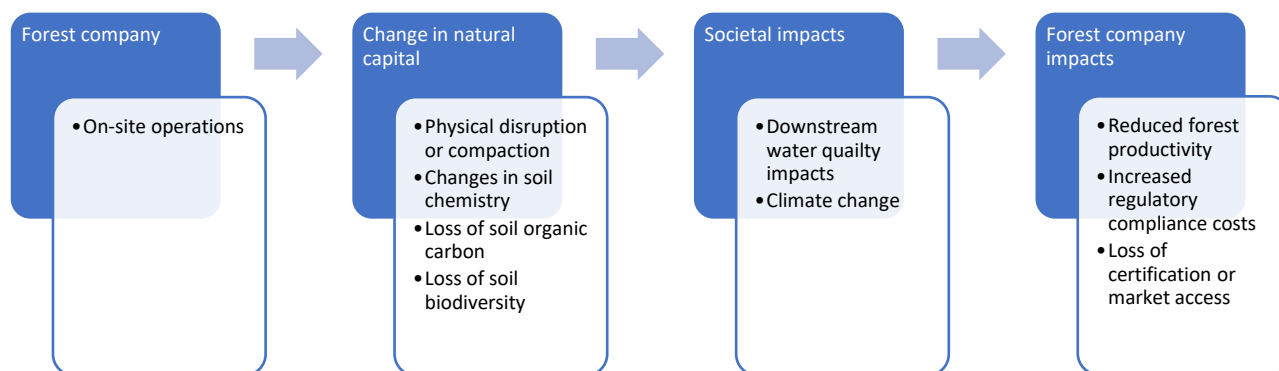 Forest company
•On-site operations
Change in natural
capital
•Physical disruption
or compaction
•Changes in soil
chemistry
•Loss of soil organic
carbon
•Loss of soil
biodiversity
Societal impacts
•Downstream
water quailty
impacts
•Climate change
Forest company
impacts
•Reduced forest
productivity
•Increased
regulatory
compliance costs
•Loss of
certification or
market access